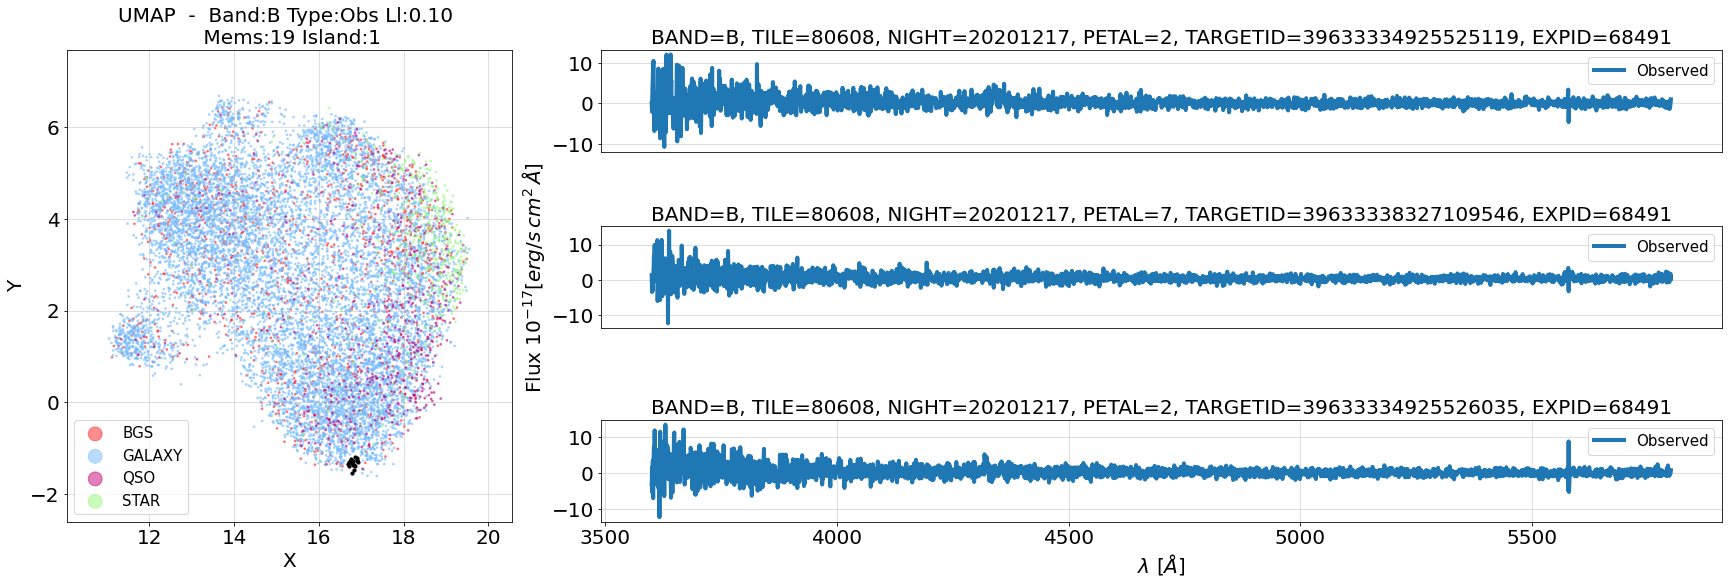 UMAP  -  Band:B Type:Obs Ll:0.10
Mems:19 Island:1
Y
6
4
2
0
−2
12 14 16 18 20
X
BGS
GALAXY
QSO
STAR
Flux 10⁻¹⁷[erg/s cm² Å]
BAND=B, TILE=80608, NIGHT=20201217, PETAL=2, TARGETID=39633334925525119, EXPID=68491
10
0
−10
Observed
BAND=B, TILE=80608, NIGHT=20201217, PETAL=7, TARGETID=39633338327109546, EXPID=68491
10
0
−10
Observed
BAND=B, TILE=80608, NIGHT=20201217, PETAL=2, TARGETID=39633334925526035, EXPID=68491
10
0
−10
Observed
3500 4000 4500 5000 5500
λ [Å]